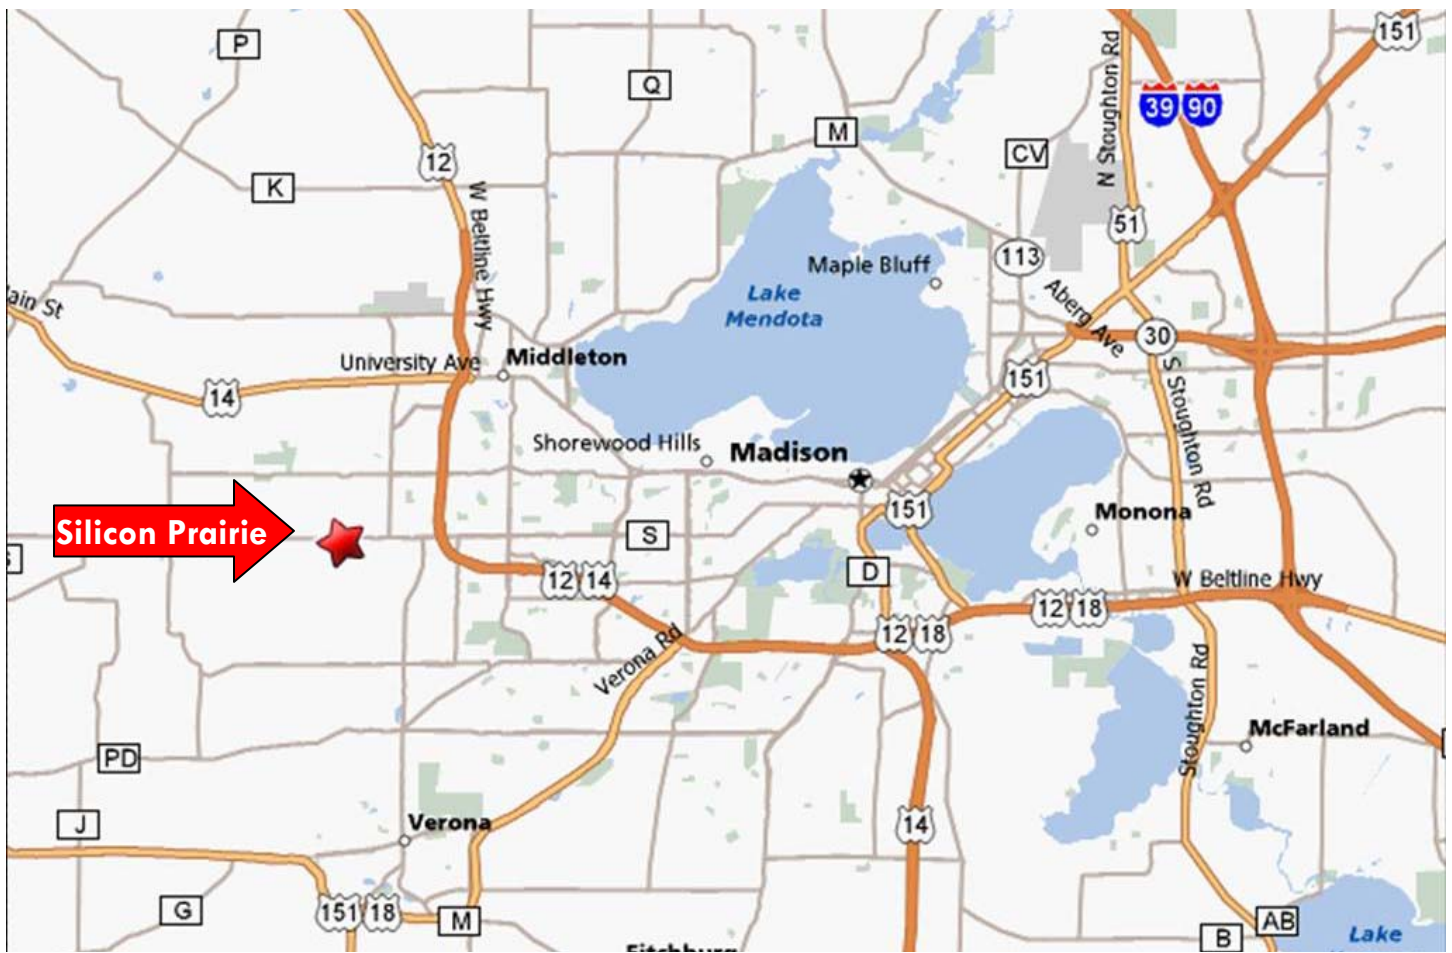 P
Q
151
39
90
N Stoughton Rd
M
CV
12
K
W Beltline Hwy
51
113
Maple Bluff
Lake
Mendota
ain St
Aberg Ave
30
University Ave
Middleton
151
14
S Stoughton Rd
Shorewood Hills
Madison
151
Monona
Silicon Prairie
S
D
12
14
W Beltline Hwy
12
18
12
18
Verona Rd
Stoughton Rd
McFarland
PD
J
Verona
14
G
151
18
M
AB
B
Lake
Fitchburg